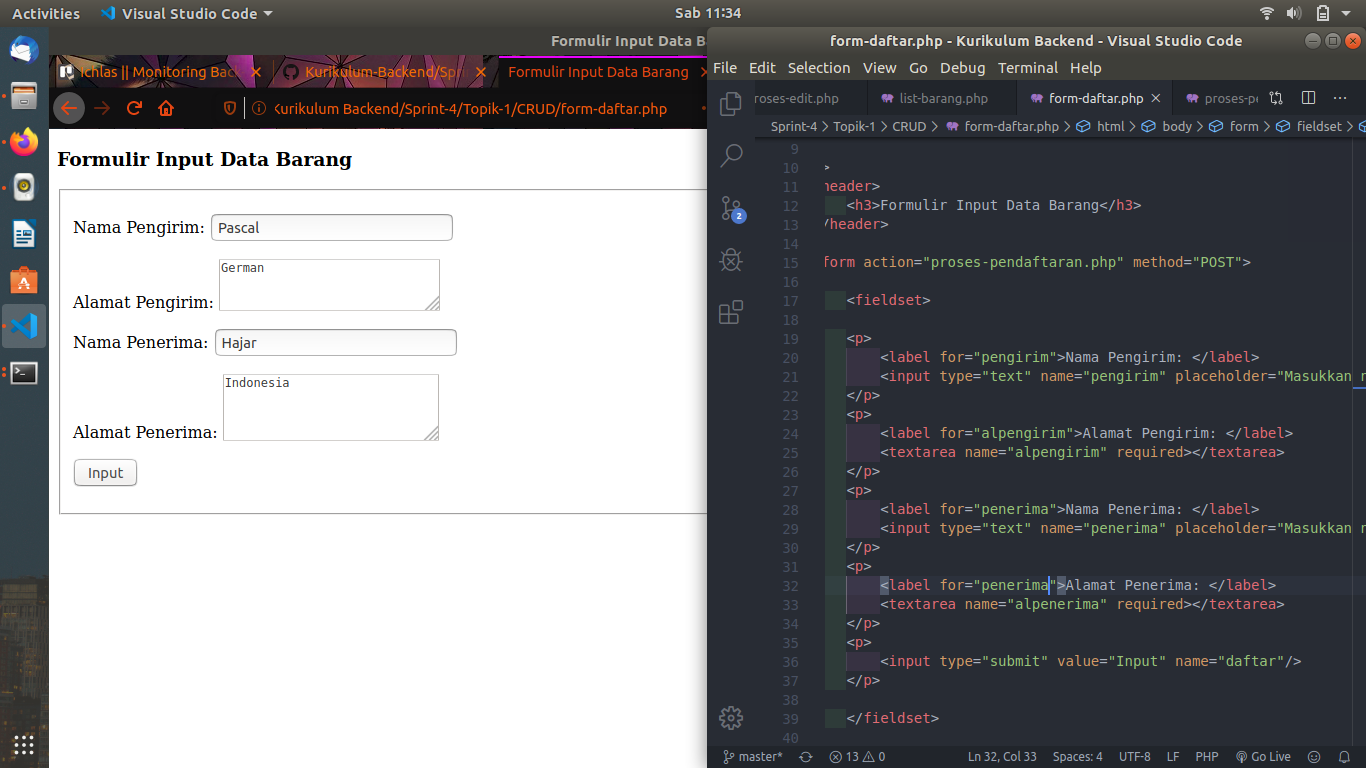 Activities
Visual Studio Code
Sab 11:34
Formulir Input Data B
Ichlas || Monitoring Bac
Kurikulum-Backend/Spri
Formulir Input Data Barang
Kurikulum Backend/Sprint-4/Topik-1/CRUD/form-daftar.php
Formulir Input Data Barang
Nama Pengirim:
Pascal
Alamat Pengirim:
German
Nama Penerima:
Hajar
Alamat Penerima:
Indonesia
Input
form-daftar.php - Kurikulum Backend - Visual Studio Code
File Edit Selection View Go Debug Terminal Help
roses-edit.php
list-barang.php
form-daftar.php
proses-pe
Sprint-4 > Topik-1 > CRUD > form-daftar.php > html > body > form > fieldset >
2
9
10 >
11 header>
12 <h3>Formulir Input Data Barang</h3>
13 /header>
14
15 form action="proses-pendaftaran.php" method="POST">
16
17 <fieldset>
18
19 <p>
20 <label for="pengirim">Nama Pengirim: </label>
21 <input type="text" name="pengirim" placeholder="Masukkan n
22 </p>
23 <p>
24 <label for="alpengirim">Alamat Pengirim: </label>
25 <textarea name="alpengirim" required></textarea>
26 </p>
27 <p>
28 <label for="penerima">Nama Penerima: </label>
29 <input type="text" name="penerima" placeholder="Masukkan n
30 </p>
31 <p>
32 <label for="penerima">Alamat Penerima: </label>
33 <textarea name="alpenerima" required></textarea>
34 </p>
35 <p>
36 <input type="submit" value="Input" name="daftar"/>
37 </p>
38
39 </fieldset>
40
master*
13
0
Ln 32, Col 33
Spaces: 4
UTF-8
LF
PHP
Go Live